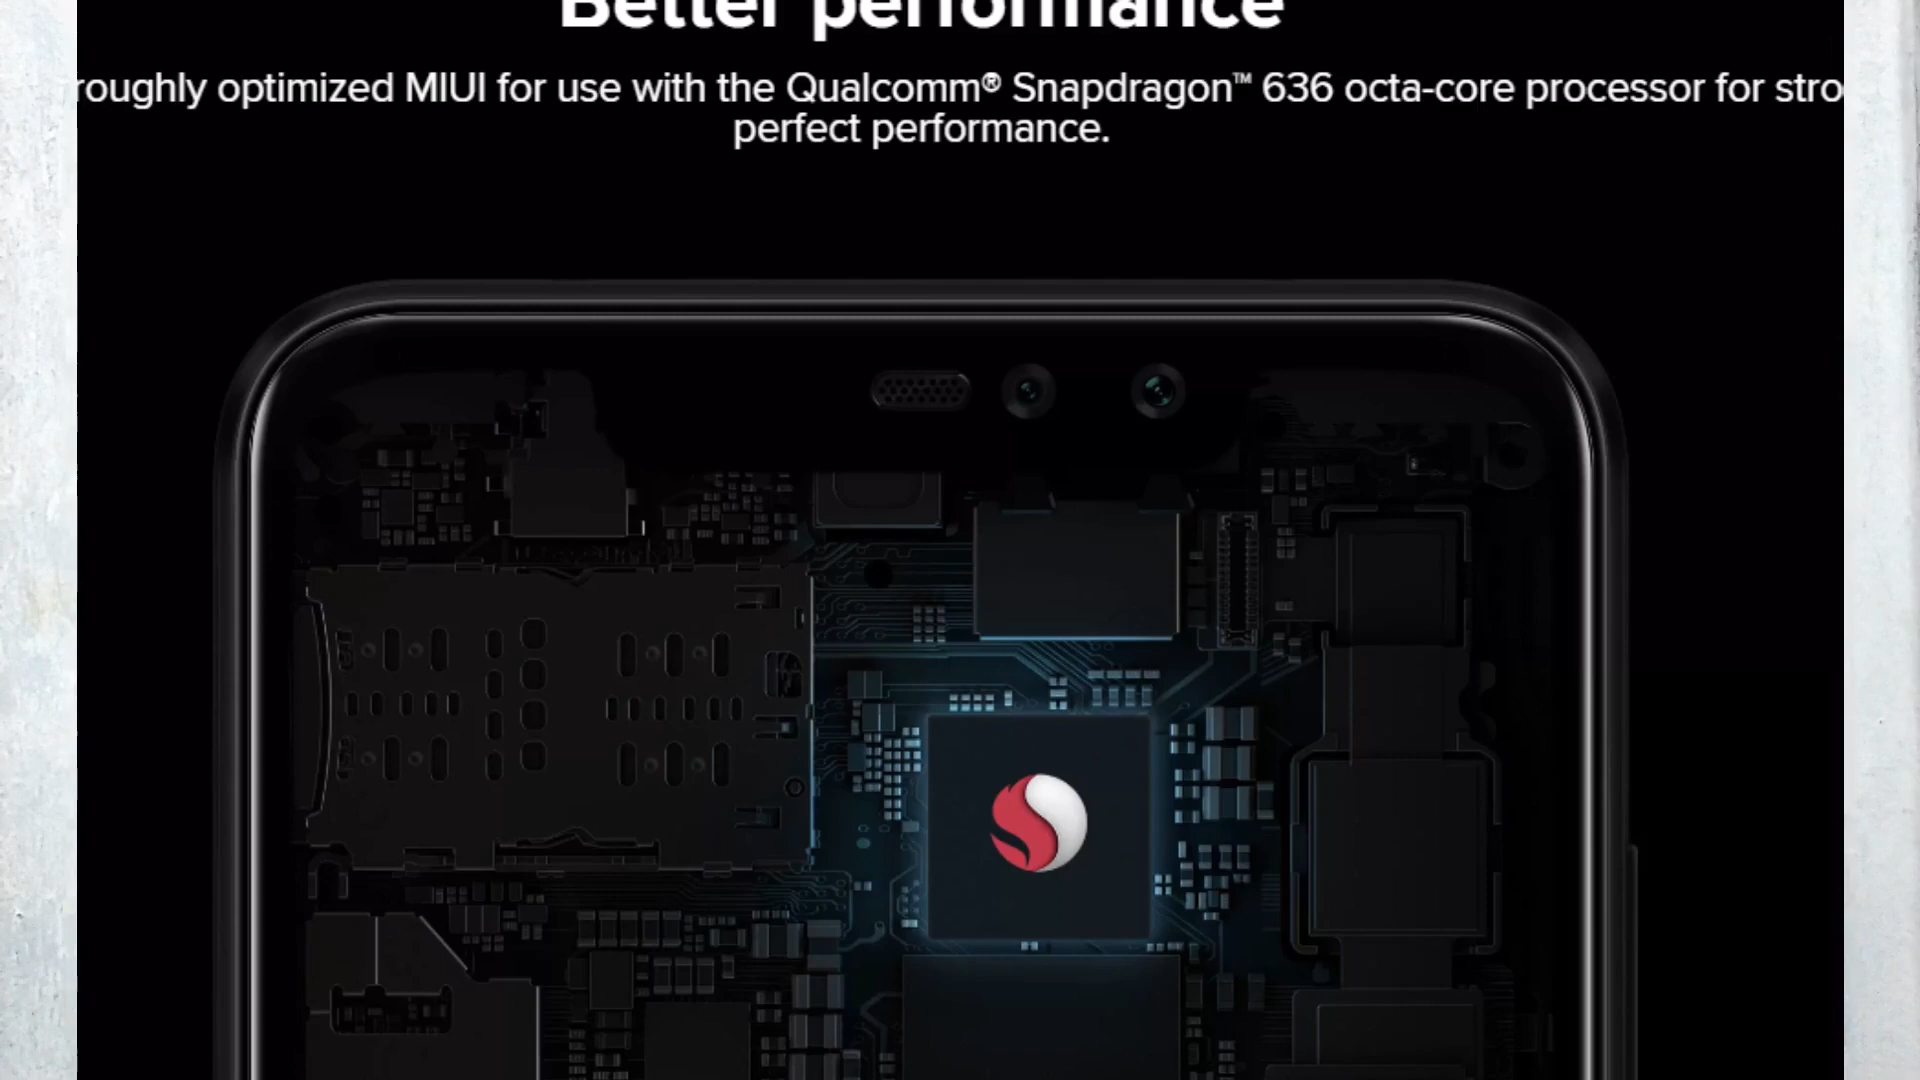 Better performance
roughly optimized MIUI for use with the Qualcomm® Snapdragon™ 636 octa-core processor for stro
perfect performance.